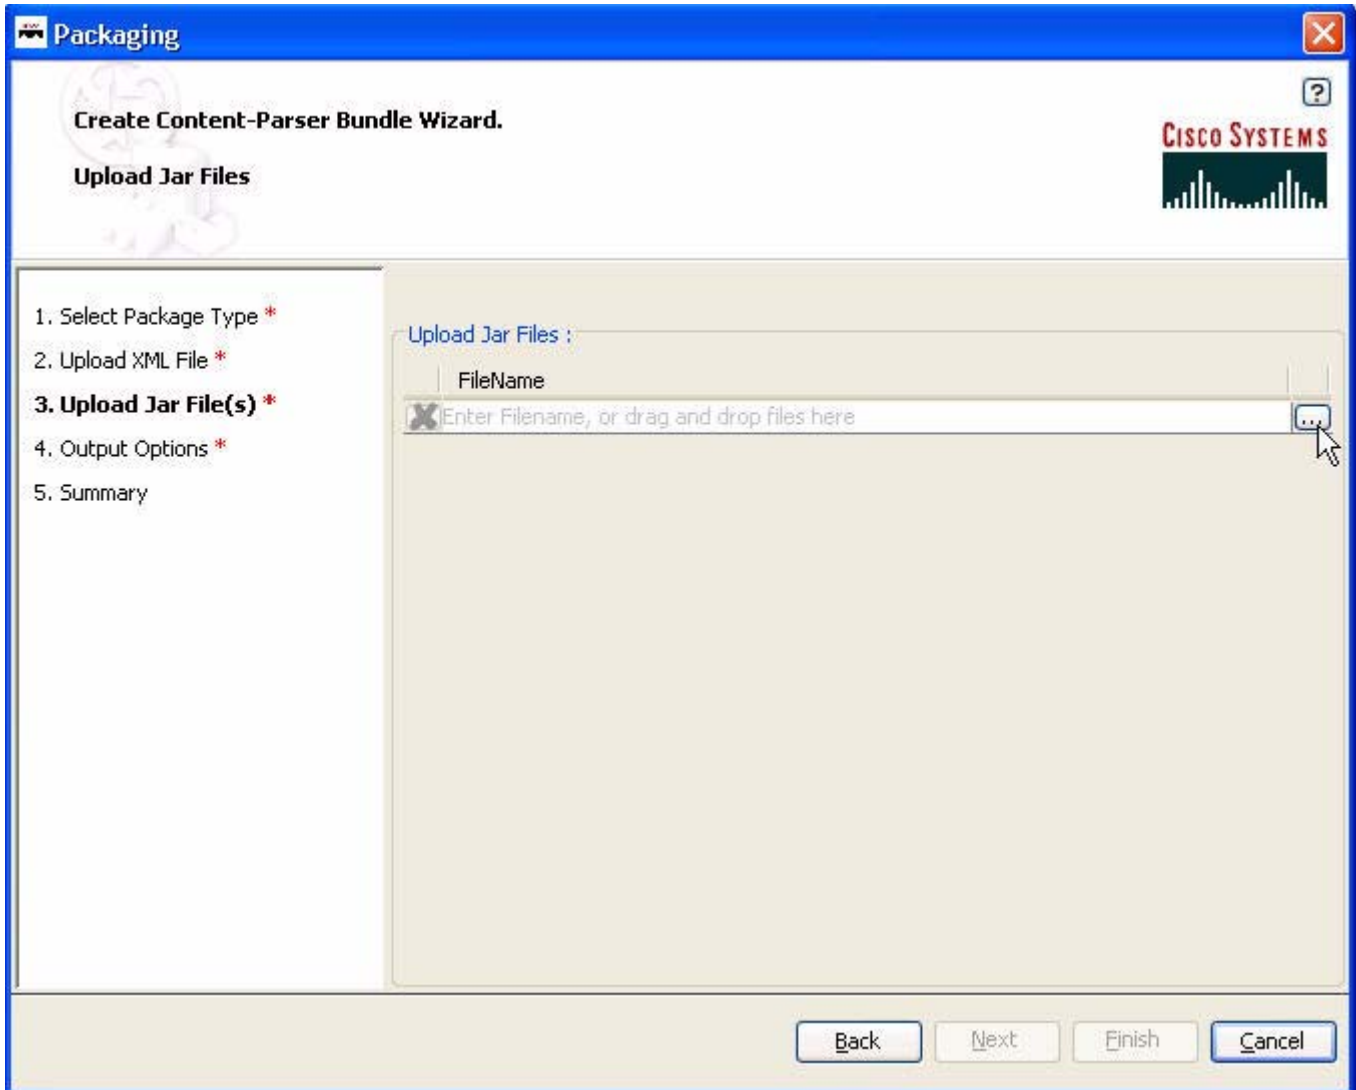 Packaging
?
Create Content-Parser Bundle Wizard.
CISCO SYSTEMS
Upload Jar Files
1. Select Package Type *
2. Upload XML File *
3. Upload Jar File(s) *
4. Output Options *
5. Summary
Upload Jar Files :
FileName
Enter Filename, or drag and drop files here
...
Back
Next
Finish
Cancel